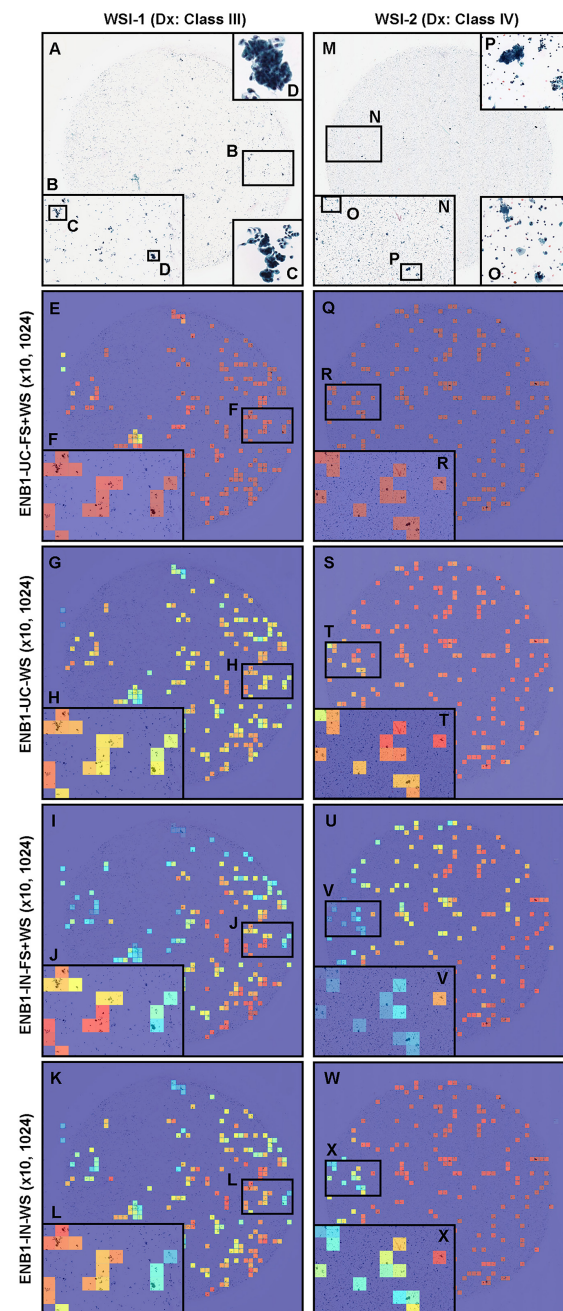 WSI-1 (Dx: Class III)
WSI-2 (Dx: Class IV)
A
D
B
B
C
D
C
M
P
N
N
O
P
O
ENB1-UC-FS+WS (x10, 1024)
E
F
F
Q
R
R
ENB1-UC-WS (x10, 1024)
G
H
H
S
T
T
ENB1-IN-FS+WS (x10, 1024)
I
J
J
U
V
V
ENB1-IN-WS (x10, 1024)
K
L
L
W
X
X